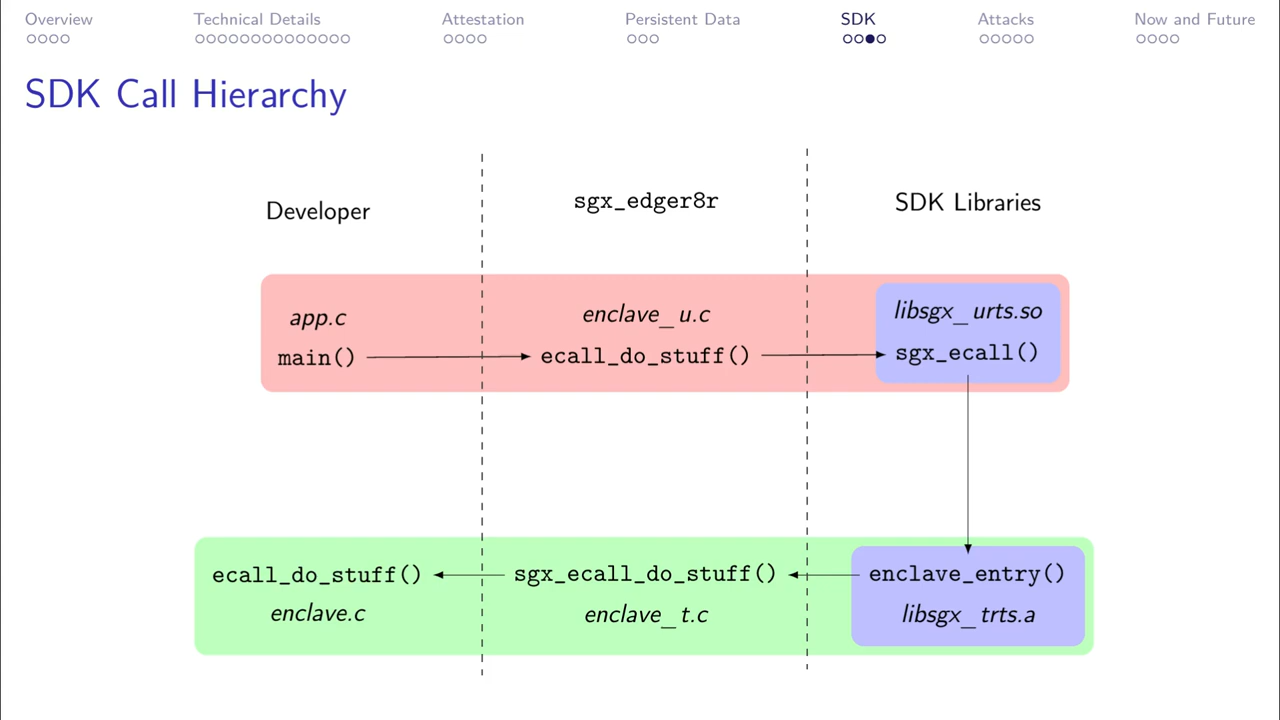 Overview Technical Details Attestation Persistent Data SDK Attacks Now and Future
SDK Call Hierarchy
Developer sgx_edger8r SDK Libraries
app.c enclave_u.c libsgx_urts.so
main() ecall_do_stuff() sgx_ecall()
ecall_do_stuff() sgx_ecall_do_stuff() enclave_entry()
enclave.c enclave_t.c libsgx_trts.a